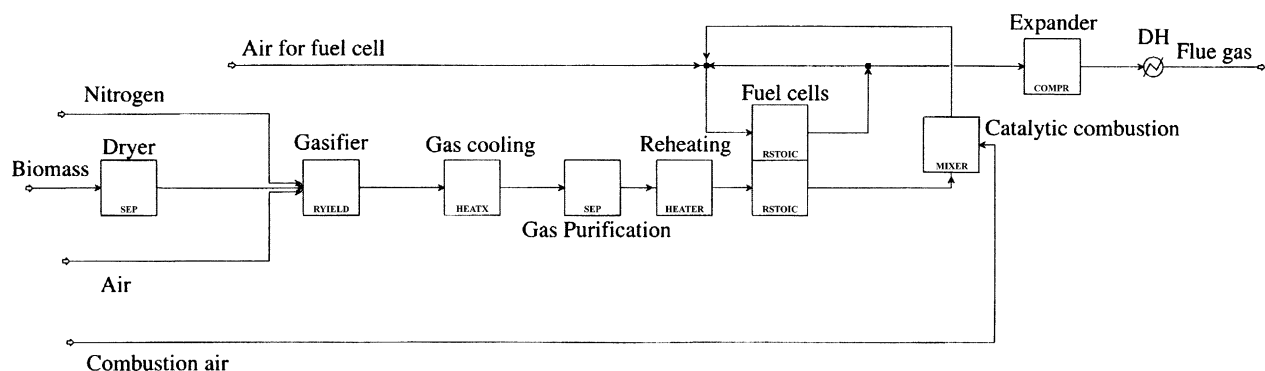 Expander
Air for fuel cell
DH
Flue gas
COMPR
Nitrogen
Fuel cells
Catalytic combustion
Dryer
Gasifier
Gas cooling
Reheating
RSTOIC
MIXER
Biomass
SEP
RYIELD
HEATX
SEP
HEATER
RSTOIC
Gas Purification
Air
Combustion air